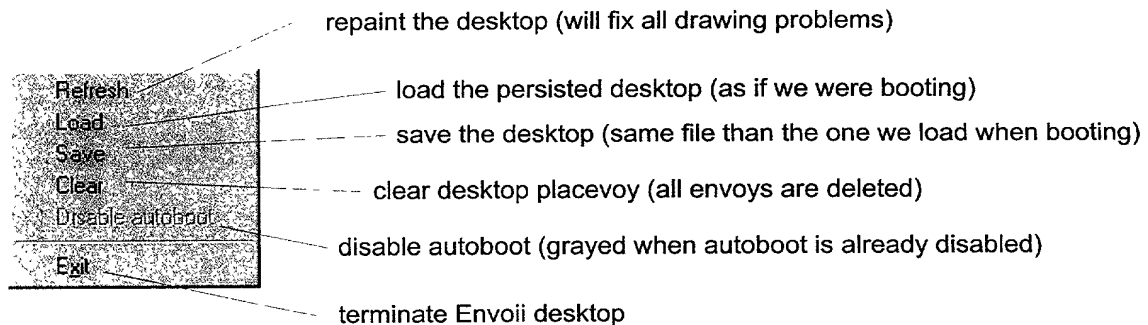 repaint the desktop (will fix all drawing problems)
Refresh
load the persisted desktop (as if we were booting)
Load
save the desktop (same file than the one we load when booting)
Save
Clear
clear desktop placevoy (all envoys are deleted)
Disable autoboot
disable autoboot (grayed when autoboot is already disabled)
Exit
terminate Envoii desktop